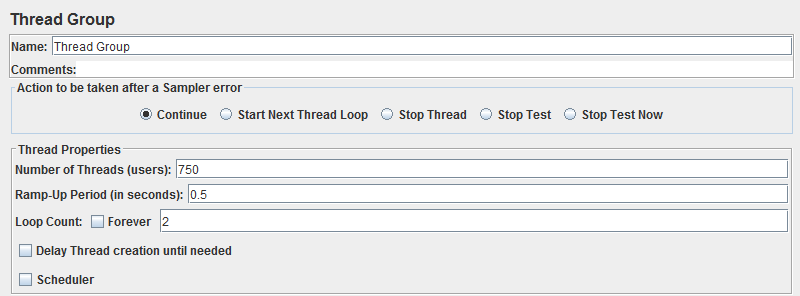 Thread Group
Name: Thread Group
Comments:
Action to be taken after a Sampler error
Continue Start Next Thread Loop Stop Thread Stop Test Stop Test Now
Thread Properties
Number of Threads (users): 750
Ramp-Up Period (in seconds): 0.5
Loop Count: Forever 2
Delay Thread creation until needed
Scheduler